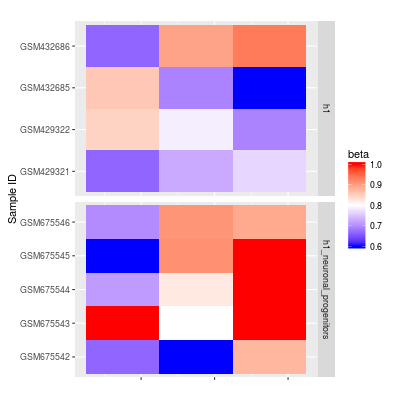 Sample ID
GSM432686
GSM432685
GSM429322
GSM429321
h1
GSM675546
GSM675545
GSM675544
GSM675543
GSM675542
h1_neuronal_progenitors
beta
1.0
0.9
0.8
0.7
0.6